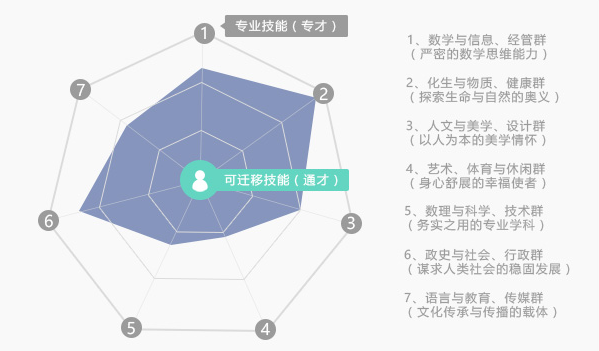 专业技能（专才）
1
2
3
4
5
6
7
可迁移技能（通才）
1、数学与信息、经管群
（严密的数学思维能力）
2、化生与物质、健康群
（探索生命与自然的奥义）
3、人文与美学、设计群
（以人为本的美学情怀）
4、艺术、体育与休闲群
（身心舒展的幸福使者）
5、数理与科学、技术群
（务实之用的专业学科）
6、政史与社会、行政群
（谋求人类社会的稳固发展）
7、语言与教育、传媒群
（文化传承与传播的载体）